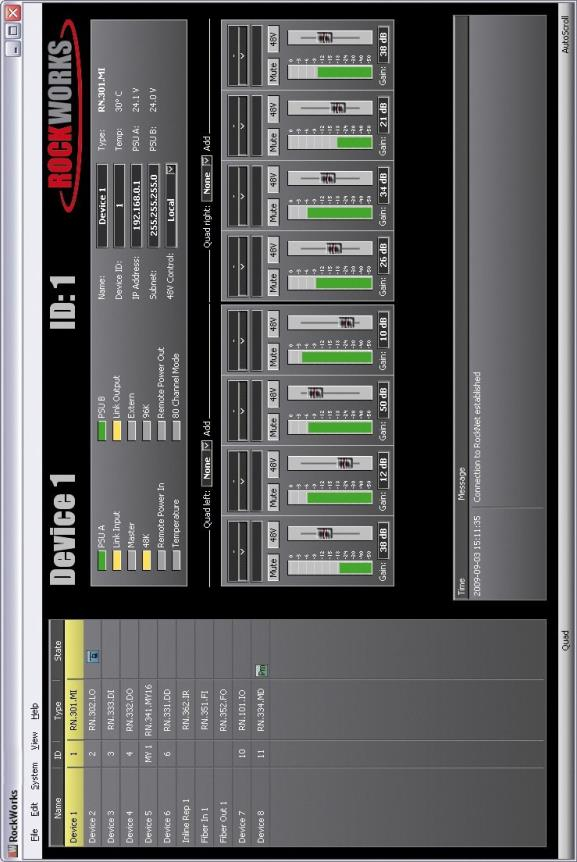 RockWorks
File Edit System View Help
Name ID Type State
Device 1 1 RN.301.MI
Device 2 2 RN.302.LO
Device 3 3 RN.333.DI
Device 4 4 RN.332.DO
Device 5 MY 1 RN.341.MY16
Device 6 6 RN.331.DD
Inline Rep 1 RN.362.IR
Fiber In 1 RN.351.FI
Fiber Out 1 RN.352.FO
Device 7 10 RN.101.IO
Device 8 11 RN.334.MD
Device 1 ID: 1 ROCKWORKS
PSU A PSU B Name: Device 1 Type: RN.301.MI
Link Input Link Output Device ID: 1 Temp: 30° C
Master Extern IP Address: 192.168.0.1 PSU A: 24.1 V
48K 96K Subnet: 255.255.255.0 PSU B: 24.0 V
Remote Power In Remote Power Out 48V Control: Local
Temperature 80 Channel Mode
Quad left: None Add Quad right: None Add
- - - - - - - -
Mute 48V Mute 48V Mute 48V Mute 48V Mute 48V Mute 48V Mute 48V Mute 48V
0 0 0 0 0 0 0 0
-3 -3 -3 -3 -3 -3 -3 -3
-6 -6 -6 -6 -6 -6 -6 -6
-9 -9 -9 -9 -9 -9 -9 -9
-12 -12 -12 -12 -12 -12 -12 -12
-15 -15 -15 -15 -15 -15 -15 -15
-18 -18 -18 -18 -18 -18 -18 -18
-24 -24 -24 -24 -24 -24 -24 -24
-30 -30 -30 -30 -30 -30 -30 -30
-40 -40 -40 -40 -40 -40 -40 -40
-50 -50 -50 -50 -50 -50 -50 -50
Gain: 38 dB Gain: 12 dB Gain: 50 dB Gain: 10 dB Gain: 26 dB Gain: 34 dB Gain: 21 dB Gain: 38 dB
Time Message
2009-09-03 15:11:35 Connection to RockNet established
Quad AutoScroll